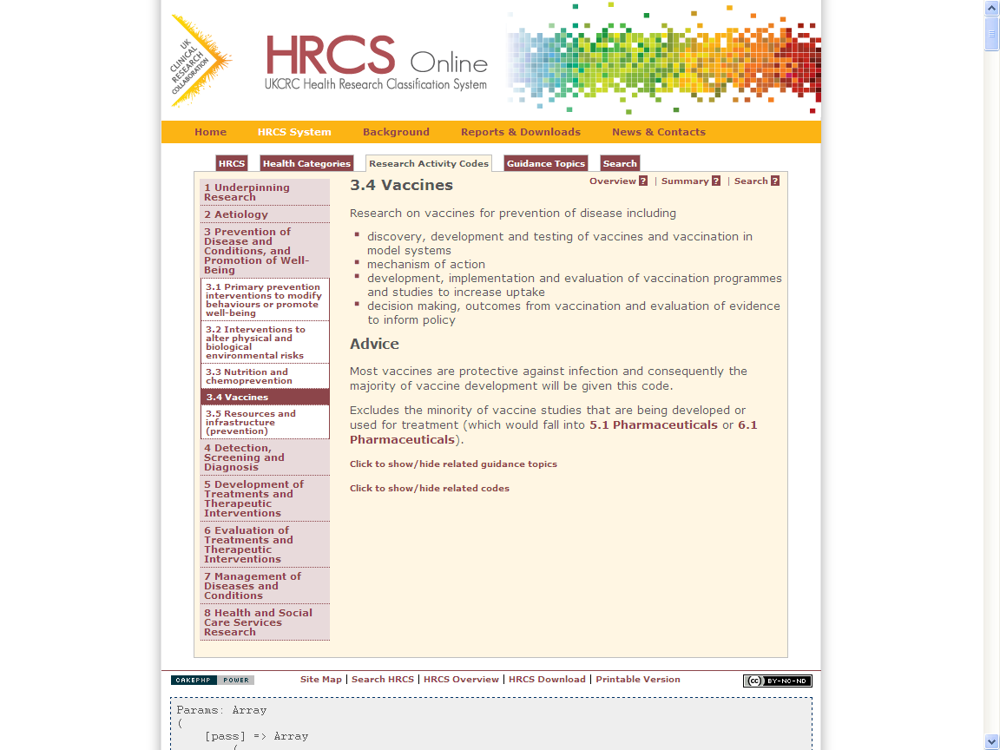 UK
CLINICAL
RESEARCH
COLLABORATION
HRCS Online
UKCRC Health Research Classification System
Home HRCS System Background Reports & Downloads News & Contacts
HRCS Health Categories Research Activity Codes Guidance Topics Search
Overview ? | Summary ? | Search ?
1 Underpinning
Research
2 Aetiology
3 Prevention of
Disease and
Conditions, and
Promotion of Well-
Being
3.1 Primary prevention
interventions to modify
behaviours or promote
well-being
3.2 Interventions to
alter physical and
biological
environmental risks
3.3 Nutrition and
chemoprevention
3.4 Vaccines
3.5 Resources and
infrastructure
(prevention)
4 Detection,
Screening and
Diagnosis
5 Development of
Treatments and
Therapeutic
Interventions
6 Evaluation of
Treatments and
Therapeutic
Interventions
7 Management of
Diseases and
Conditions
8 Health and Social
Care Services
Research
3.4 Vaccines
Research on vaccines for prevention of disease including
discovery, development and testing of vaccines and vaccination in
model systems
mechanism of action
development, implementation and evaluation of vaccination programmes
and studies to increase uptake
decision making, outcomes from vaccination and evaluation of evidence
to inform policy
Advice
Most vaccines are protective against infection and consequently the
majority of vaccine development will be given this code.
Excludes the minority of vaccine studies that are being developed or
used for treatment (which would fall into 5.1 Pharmaceuticals or 6.1
Pharmaceuticals).
Click to show/hide related guidance topics
Click to show/hide related codes
CAKEPHP POWER
Site Map | Search HRCS | HRCS Overview | HRCS Download | Printable Version
(cc) BY-NC-ND
Params: Array
(
[pass] => Array
(